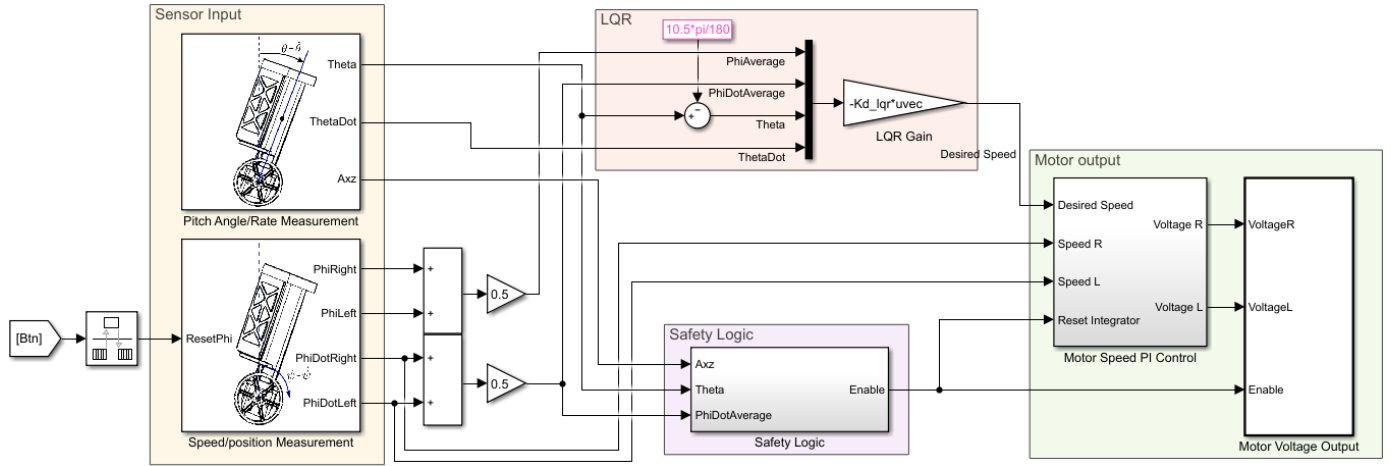 Sensor Input
θ - θ̇
Theta
ThetaDot
Axz
Pitch Angle/Rate Measurement
[Btn]
ResetPhi
PhiRight
PhiLeft
PhiDotRight
PhiDotLeft
Speed/position Measurement
+
+
+
+
0.5
0.5
LQR
10.5*pi/180
PhiAverage
PhiDotAverage
−
+
Theta
ThetaDot
-Kd_lqr*uvec
LQR Gain
Desired Speed
Safety Logic
Axz
Theta
PhiDotAverage
Enable
Safety Logic
Motor output
Desired Speed
Speed R
Speed L
Reset Integrator
Voltage R
Voltage L
Motor Speed PI Control
VoltageR
VoltageL
Enable
Motor Voltage Output